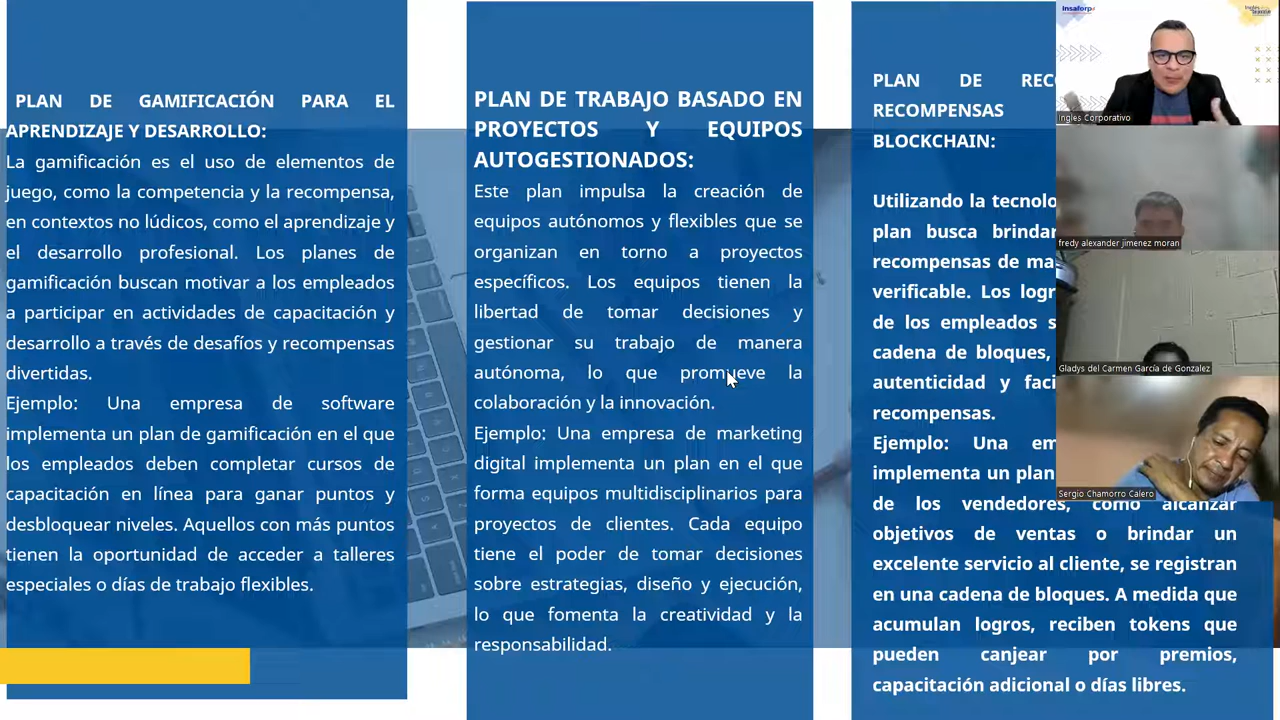 PLAN DE GAMIFICACIÓN PARA EL
APRENDIZAJE Y DESARROLLO:
La gamificación es el uso de elementos de
juego, como la competencia y la recompensa,
en contextos no lúdicos, como el aprendizaje y
el desarrollo profesional. Los planes de
gamificación buscan motivar a los empleados
a participar en actividades de capacitación y
desarrollo a través de desafíos y recompensas
divertidas.
Ejemplo: Una empresa de software
implementa un plan de gamificación en el que
los empleados deben completar cursos de
capacitación en línea para ganar puntos y
desbloquear niveles. Aquellos con más puntos
tienen la oportunidad de acceder a talleres
especiales o días de trabajo flexibles.
PLAN DE TRABAJO BASADO EN
PROYECTOS Y EQUIPOS
AUTOGESTIONADOS:
Este plan impulsa la creación de
equipos autónomos y flexibles que se
organizan en torno a proyectos
específicos. Los equipos tienen la
libertad de tomar decisiones y
gestionar su trabajo de manera
autónoma, lo que promueve la
colaboración y la innovación.
Ejemplo: Una empresa de marketing
digital implementa un plan en el que
forma equipos multidisciplinarios para
proyectos de clientes. Cada equipo
tiene el poder de tomar decisiones
sobre estrategias, diseño y ejecución,
lo que fomenta la creatividad y la
responsabilidad.
PLAN DE RECO
RECOMPENSAS
BLOCKCHAIN:
Utilizando la tecnolo
plan busca brindar
recompensas de ma
verificable. Los logr
de los empleados s
cadena de bloques,
autenticidad y faci
recompensas.
Ejemplo: Una em
implementa un plan
de los vendedores, como alcanzar
objetivos de ventas o brindar un
excelente servicio al cliente, se registran
en una cadena de bloques. A medida que
acumulan logros, reciben tokens que
pueden canjear por premios,
capacitación adicional o días libres.
insaforp
Ingles Corporativo
fredy alexander jimenez moran
Gladys del Carmen García de Gonzalez
Sergio Chamorro Calero